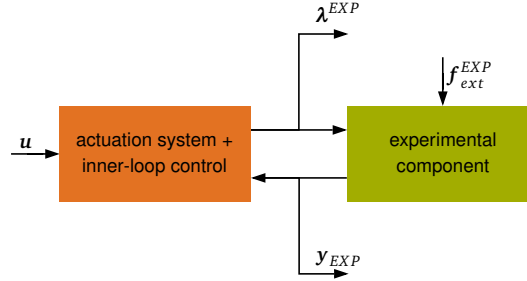 λ^EXP
f_ext^EXP
u
actuation system +
inner-loop control
experimental
component
y_EXP